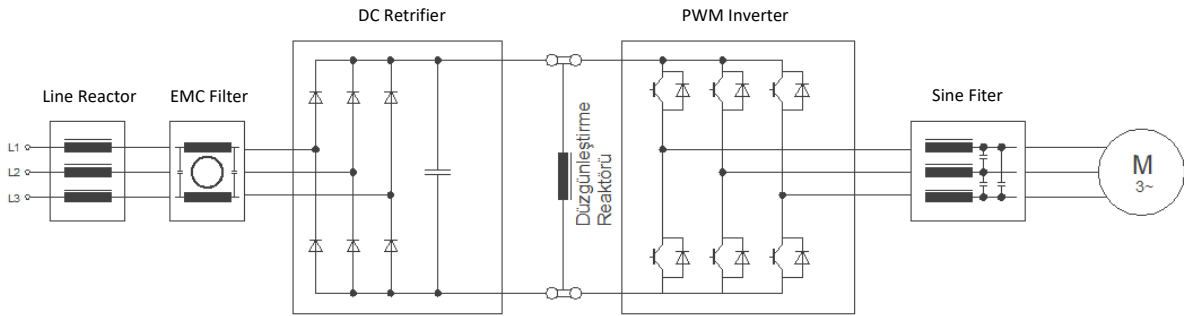 DC Retrifier
PWM Inverter
Line Reactor
EMC Filter
Sine Fiter
L1
L2
L3
Düzgünleştirme
Reaktörü
M
3~